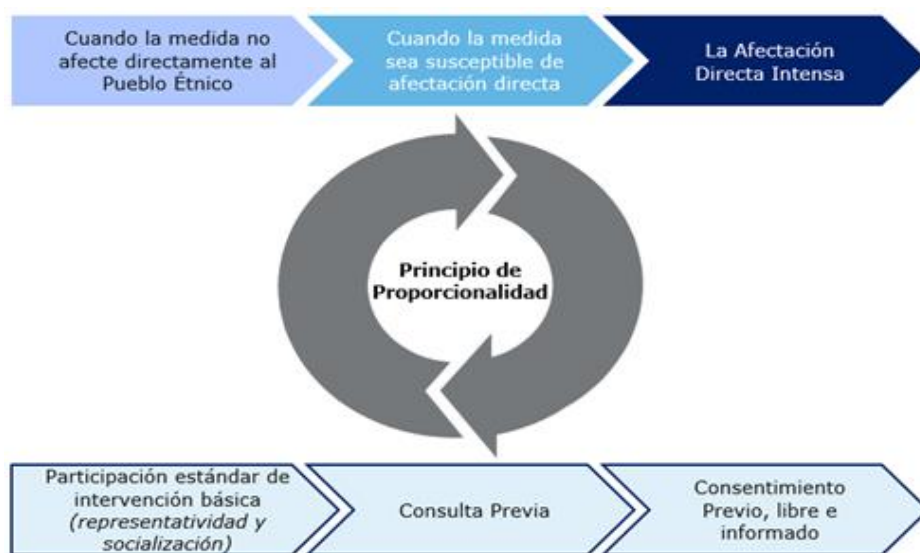 Cuando la medida no
afecte directamente al
Pueblo Étnico
Cuando la medida
sea susceptible de
afectación directa
La Afectación
Directa Intensa
Principio de
Proporcionalidad
Participación estándar de
intervención básica
(representatividad y
socialización)
Consulta Previa
Consentimiento
Previo, libre e
informado